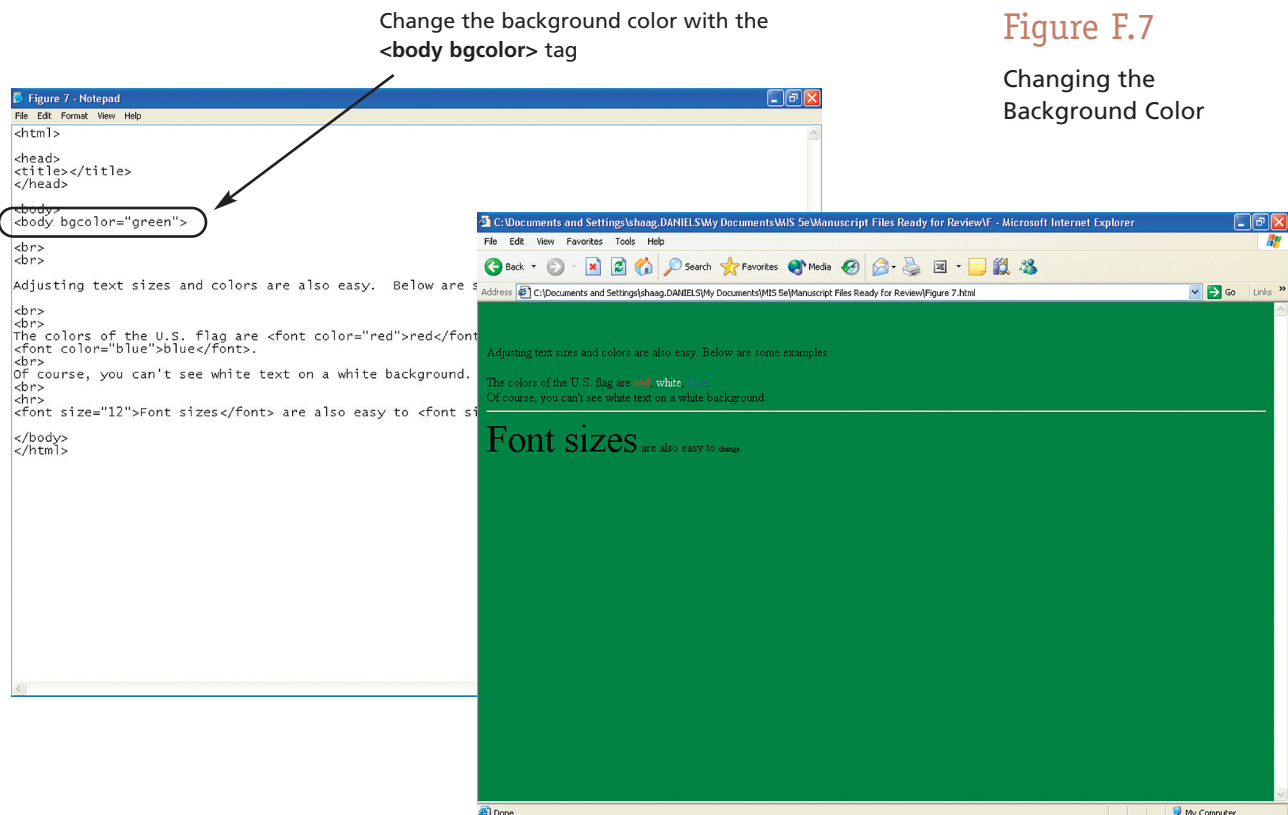 Change the background color with the
<body bgcolor> tag
Figure F.7
Changing the
Background Color
Figure 7 - Notepad
File Edit Format View Help
<html>
<head>
<title></title>
</head>
<body>
<body bgcolor="green">
<br>
<br>
Adjusting text sizes and colors are also easy.  Below are s
<br>
<br>
The colors of the U.S. flag are <font color="red">red</font
<font color="blue">blue</font>.
<br>
Of course, you can't see white text on a white background.
<br>
<hr>
<font size="12">Font sizes</font> are also easy to <font si
</body>
</html>
C:\Documents and Settings\shaag.DANIELS\My Documents\MIS 5e\Manuscript Files Ready for Review\F - Microsoft Internet Explorer
File Edit View Favorites Tools Help
Back Search Favorites Media
Address C:\Documents and Settings\shaag.DANIELS\My Documents\MIS 5e\Manuscript Files Ready for Review\Figure 7.html Go Links »
Adjusting text sizes and colors are also easy. Below are some examples:
The colors of the U.S. flag are red, white, blue.
Of course, you can't see white text on a white background.
Font sizes are also easy to change.
Done My Computer